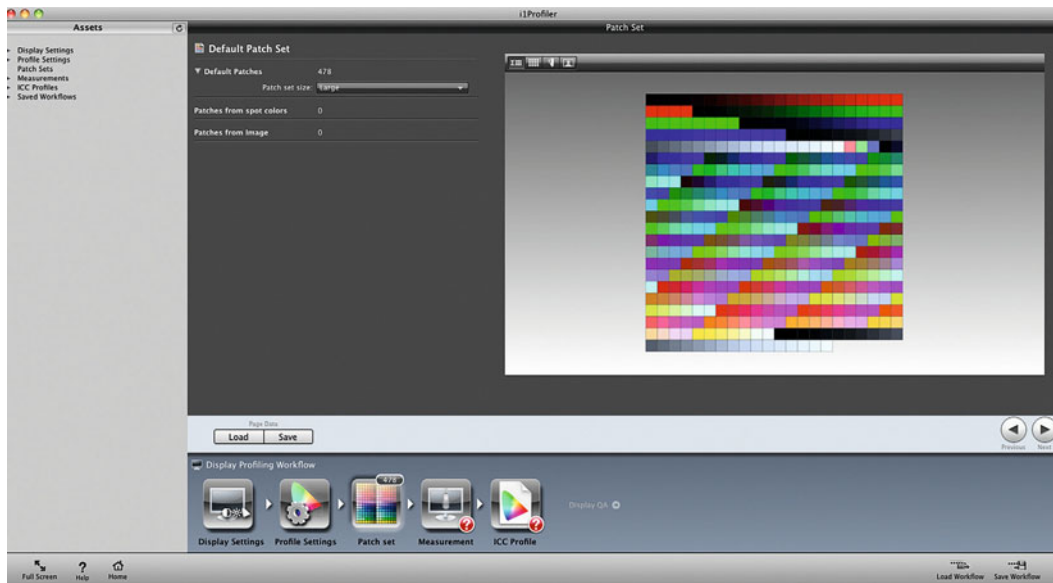 i1Profiler
Assets
Patch Set
Display Settings
Profile Settings
Patch Sets
Measurements
ICC Profiles
Saved Workflows
Default Patch Set
Default Patches 478
Patch set size: Large
Patches from spot colors 0
Patches from Image 0
Page Data
Load Save
Previous Next
Display Profiling Workflow
478
Display Settings Profile Settings Patch set Measurement ICC Profile
Display QA
Full Screen Help Home
Load Workflow Save Workflow